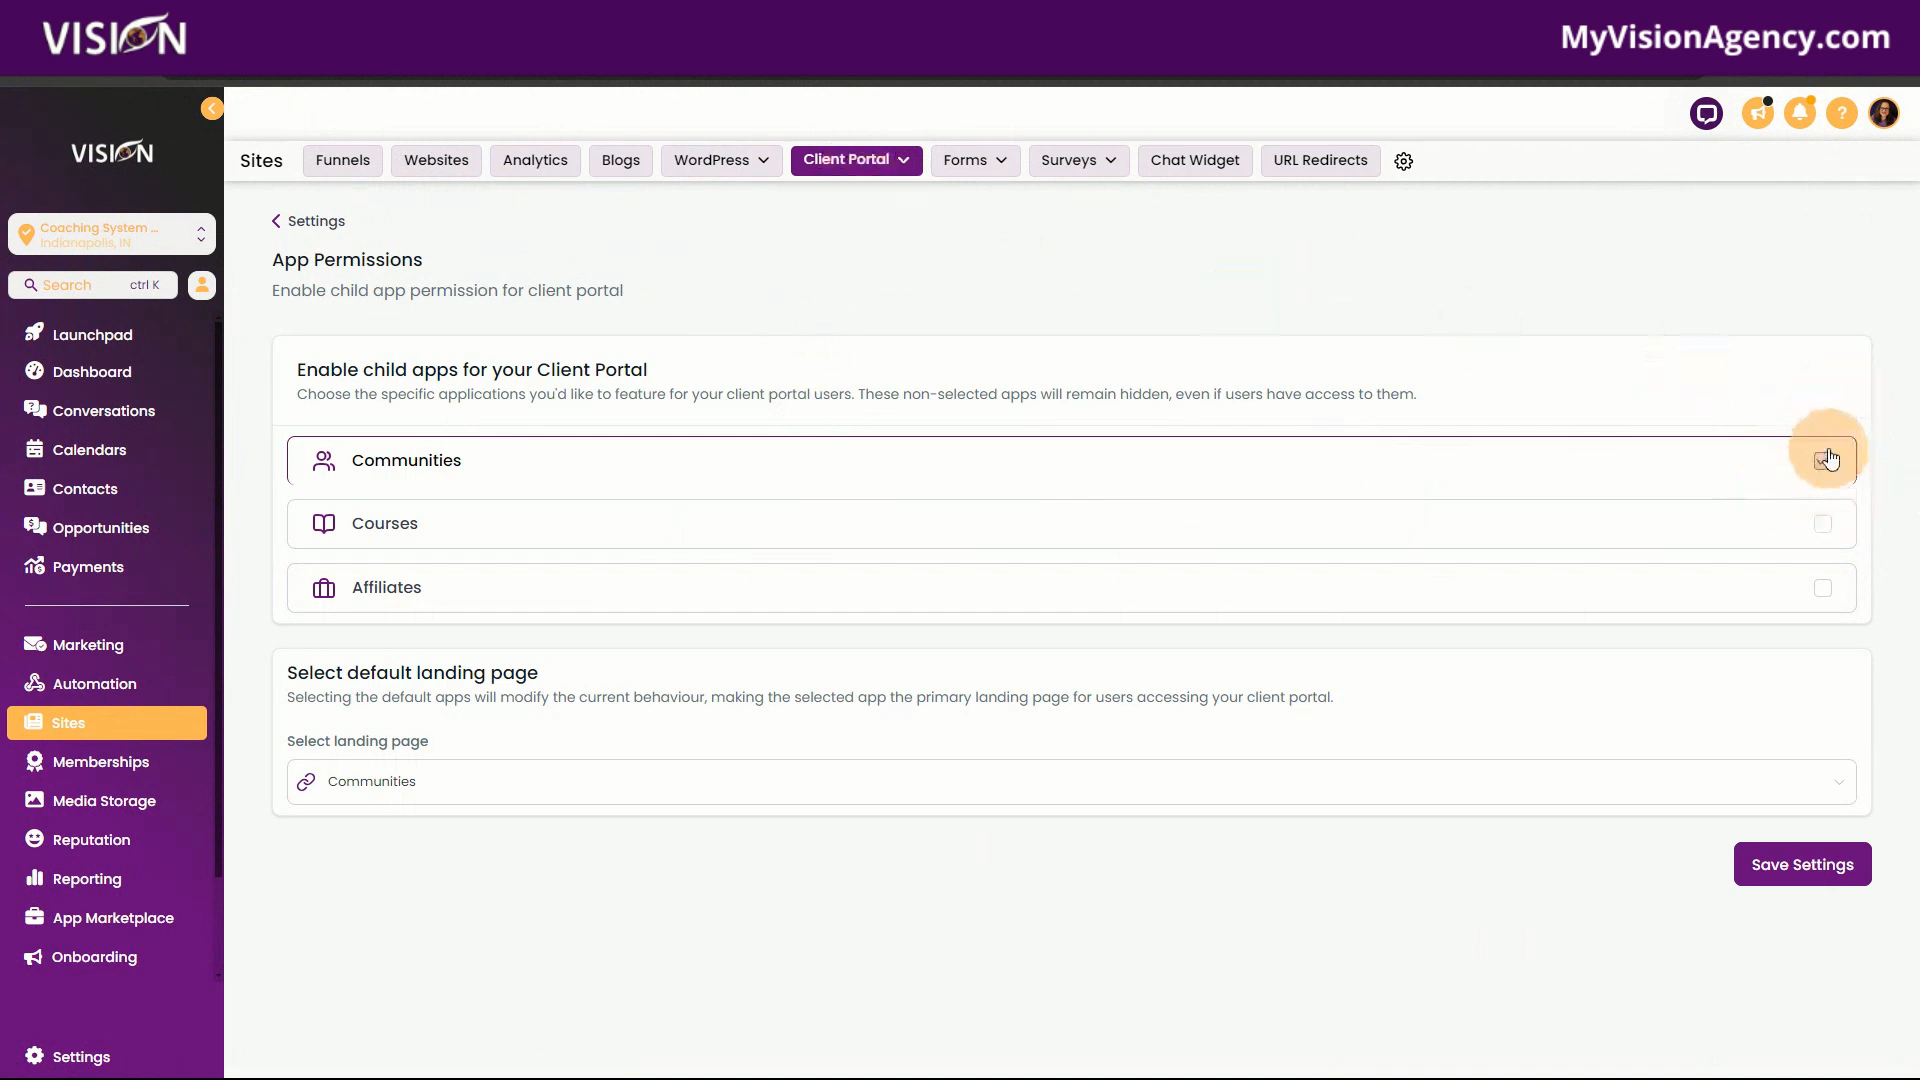 VISION
MyVisionAgency.com
VISION
Coaching System ...
Indianapolis, IN
Search
ctrl K
Launchpad
Dashboard
Conversations
Calendars
Contacts
Opportunities
Payments
Marketing
Automation
Sites
Memberships
Media Storage
Reputation
Reporting
App Marketplace
Onboarding
Settings
Sites
Funnels
Websites
Analytics
Blogs
WordPress
Client Portal
Forms
Surveys
Chat Widget
URL Redirects
Settings
App Permissions
Enable child app permission for client portal
Enable child apps for your Client Portal
Choose the specific applications you'd like to feature for your client portal users. These non-selected apps will remain hidden, even if users have access to them.
Communities
Courses
Affiliates
Select default landing page
Selecting the default apps will modify the current behaviour, making the selected app the primary landing page for users accessing your client portal.
Select landing page
Communities
Save Settings